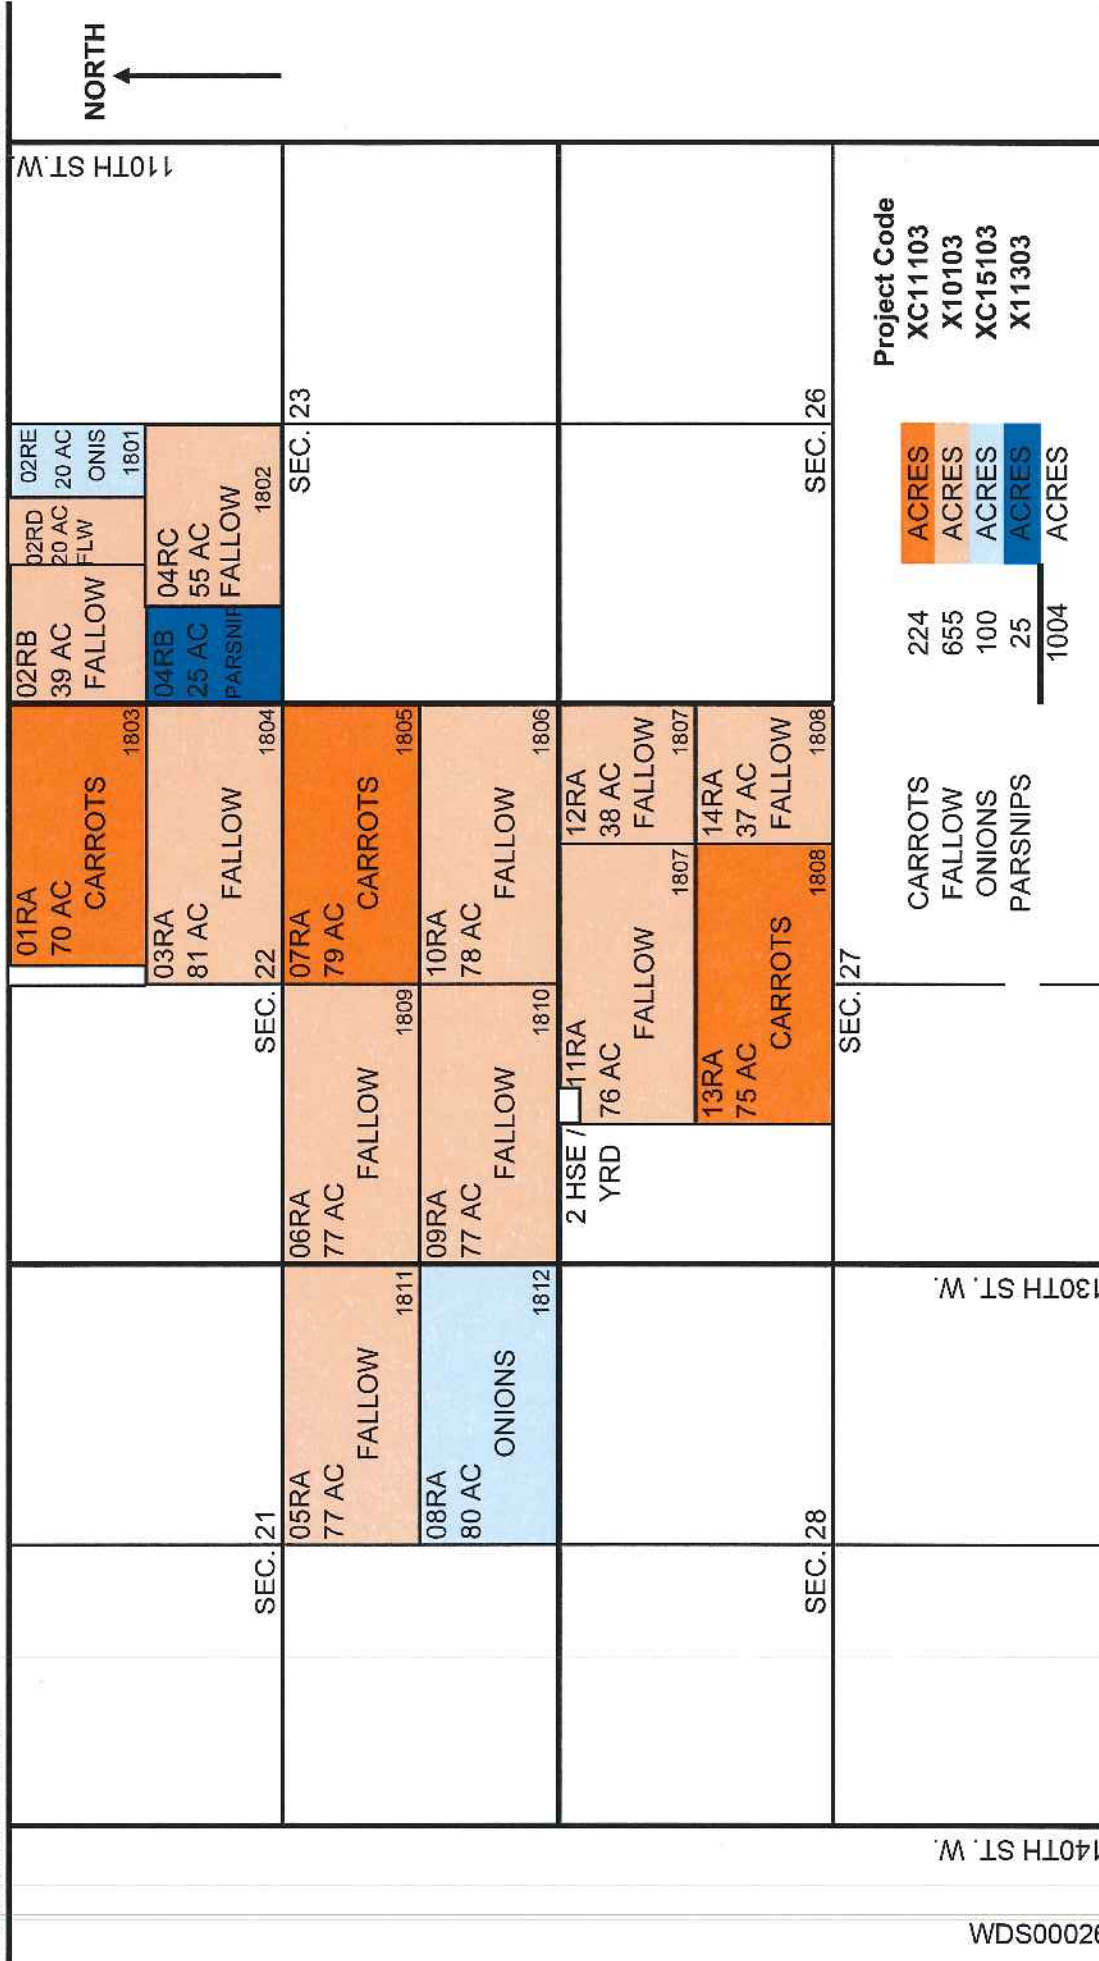 NORTH
110TH ST.W.
01RA
70 AC
CARROTS
1803
02RB
39 AC
FALLOW
02RD
20 AC
FLW
02RE
20 AC
ONIS
1801
03RA
81 AC
FALLOW
1804
04RB
25 AC
PARSNIP
04RC
55 AC
FALLOW
1802
SEC. 21
SEC. 22
SEC. 23
05RA
77 AC
FALLOW
1811
06RA
77 AC
FALLOW
1809
07RA
79 AC
CARROTS
1805
08RA
80 AC
ONIONS
1812
09RA
77 AC
FALLOW
1810
10RA
78 AC
FALLOW
1806
2 HSE /
YRD
11RA
76 AC
FALLOW
1807
12RA
38 AC
FALLOW
1807
13RA
75 AC
CARROTS
1808
14RA
37 AC
FALLOW
1808
SEC. 28
SEC. 27
SEC. 26
140TH ST. W.
130TH ST. W.
Project Code
CARROTS 224 ACRES XC11103
FALLOW 655 ACRES X10103
ONIONS 100 ACRES XC15103
PARSNIPS 25 ACRES X11303
1004 ACRES
WDS00026